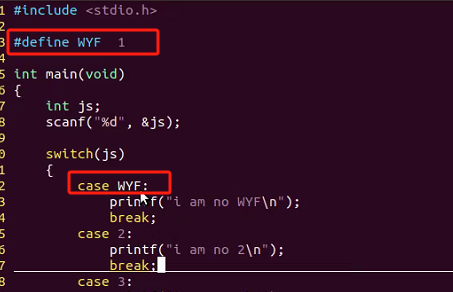 1 #include <stdio.h>
2
3 #define WYF  1
4
5 int main(void)
6 {
7     int js;
8     scanf("%d", &js);
9
0     switch(js)
1     {
2         case WYF:
3             printf("i am no WYF\n");
4             break;
5         case 2:
6             printf("i am no 2\n");
7             break;
8         case 3: